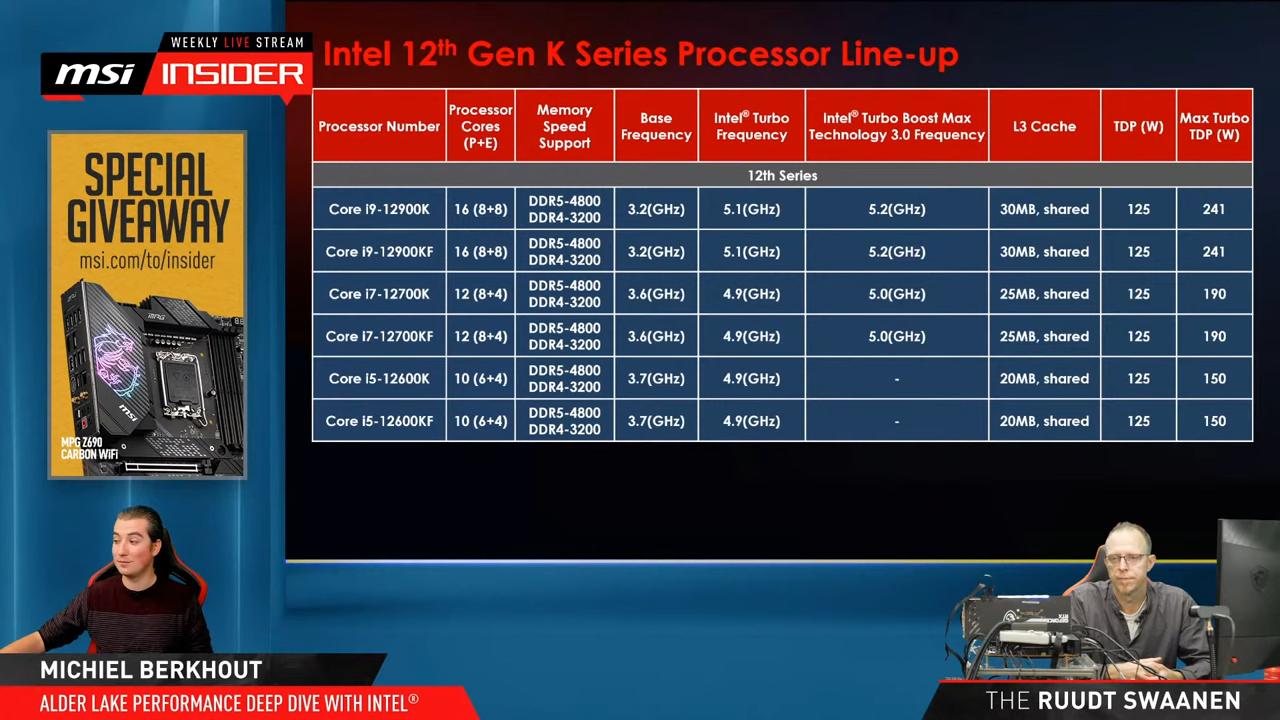 WEEKLY LIVE STREAM
msi INSIDER
Intel 12th Gen K Series Processor Line-up
SPECIAL
GIVEAWAY
msi.com/to/insider
MPG
msi
MPG Z690
CARBON WiFi
Processor Number
Processor
Cores
(P+E)
Memory
Speed
Support
Base
Frequency
Intel® Turbo
Frequency
Intel® Turbo Boost Max
Technology 3.0 Frequency
L3 Cache
TDP (W)
Max Turbo
TDP (W)
12th Series
Core i9-12900K 16 (8+8) DDR5-4800 DDR4-3200 3.2(GHz) 5.1(GHz) 5.2(GHz) 30MB, shared 125 241
Core i9-12900KF 16 (8+8) DDR5-4800 DDR4-3200 3.2(GHz) 5.1(GHz) 5.2(GHz) 30MB, shared 125 241
Core i7-12700K 12 (8+4) DDR5-4800 DDR4-3200 3.6(GHz) 4.9(GHz) 5.0(GHz) 25MB, shared 125 190
Core i7-12700KF 12 (8+4) DDR5-4800 DDR4-3200 3.6(GHz) 4.9(GHz) 5.0(GHz) 25MB, shared 125 190
Core i5-12600K 10 (6+4) DDR5-4800 DDR4-3200 3.7(GHz) 4.9(GHz) - 20MB, shared 125 150
Core i5-12600KF 10 (6+4) DDR5-4800 DDR4-3200 3.7(GHz) 4.9(GHz) - 20MB, shared 125 150
GEFORCE RTX
MICHIEL BERKHOUT
ALDER LAKE PERFORMANCE DEEP DIVE WITH INTEL®
THE RUUDT SWAANEN